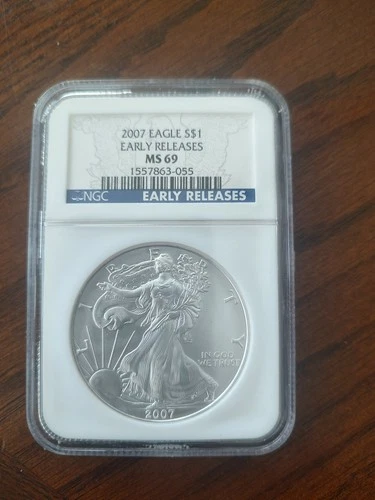 2007 EAGLE S$1
EARLY RELEASES
MS 69
1557863-055
NGC EARLY RELEASES
LIBERTY
IN GOD
WE TRUST
2007